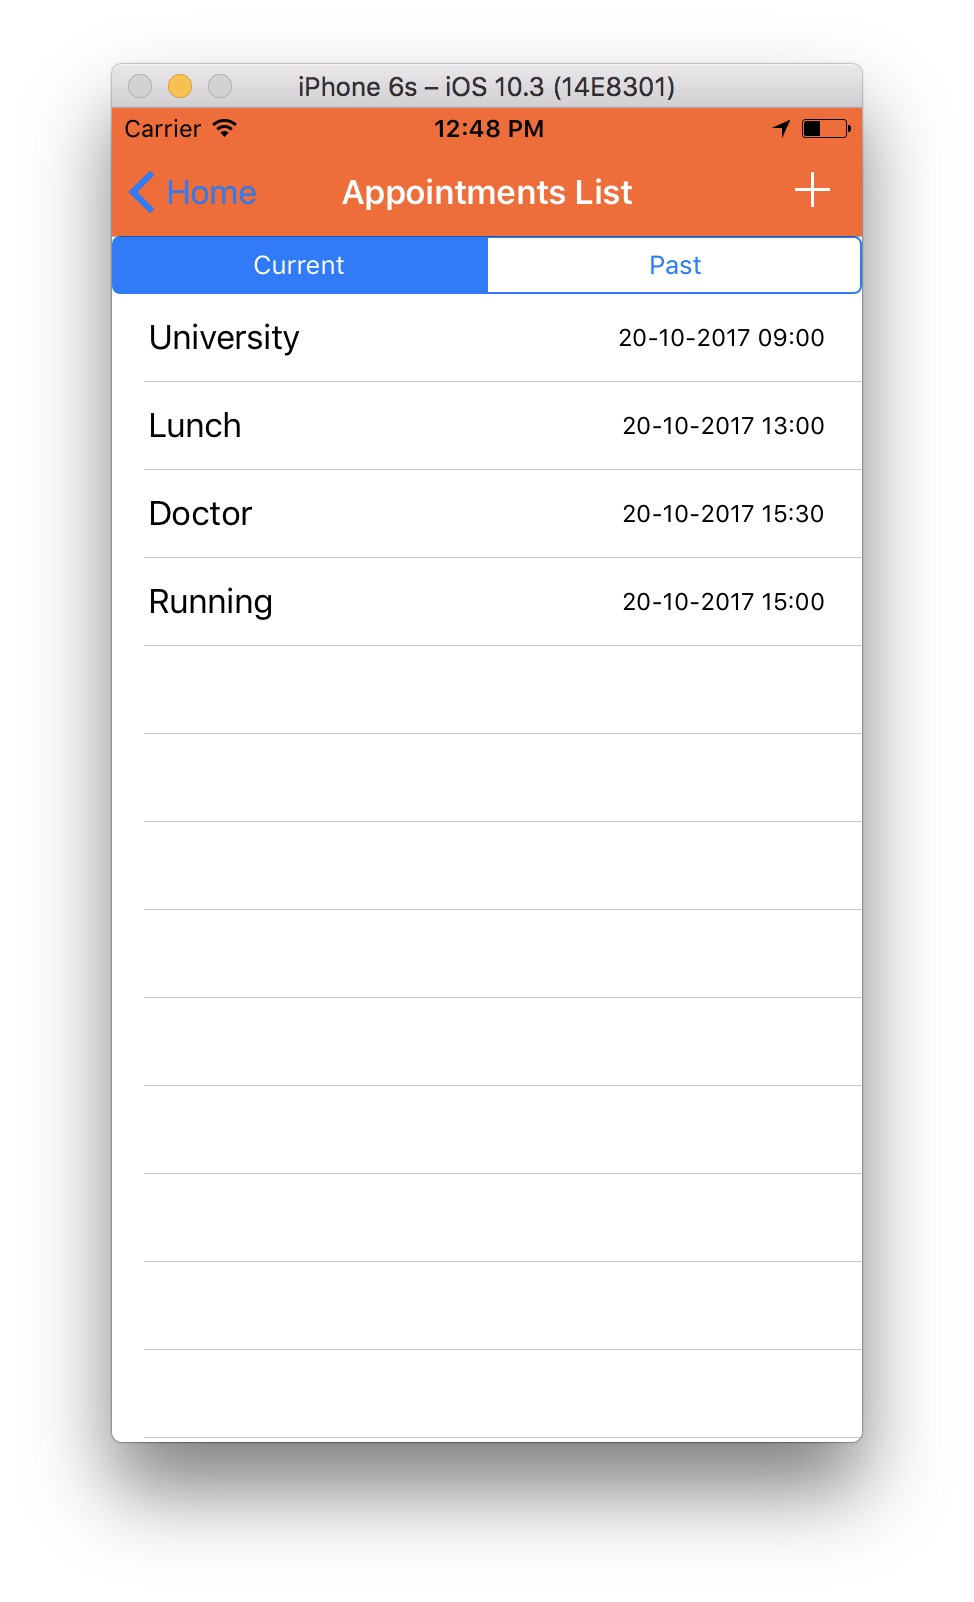 iPhone 6s – iOS 10.3 (14E8301)
Carrier 12:48 PM
Home Appointments List
Current Past
University 20-10-2017 09:00
Lunch 20-10-2017 13:00
Doctor 20-10-2017 15:30
Running 20-10-2017 15:00